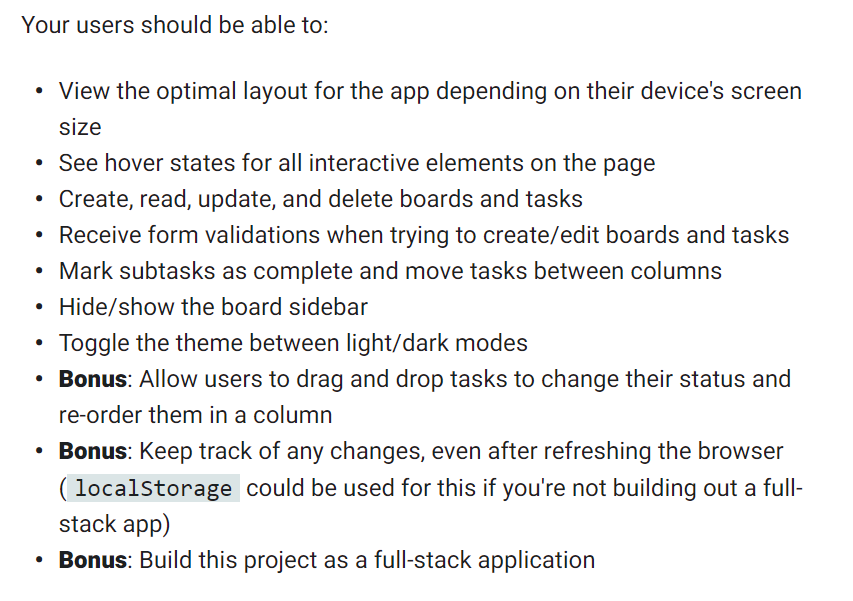 Your users should be able to:
• View the optimal layout for the app depending on their device's screen
size
• See hover states for all interactive elements on the page
• Create, read, update, and delete boards and tasks
• Receive form validations when trying to create/edit boards and tasks
• Mark subtasks as complete and move tasks between columns
• Hide/show the board sidebar
• Toggle the theme between light/dark modes
• Bonus: Allow users to drag and drop tasks to change their status and
re-order them in a column
• Bonus: Keep track of any changes, even after refreshing the browser
( localStorage could be used for this if you're not building out a full-
stack app)
• Bonus: Build this project as a full-stack application